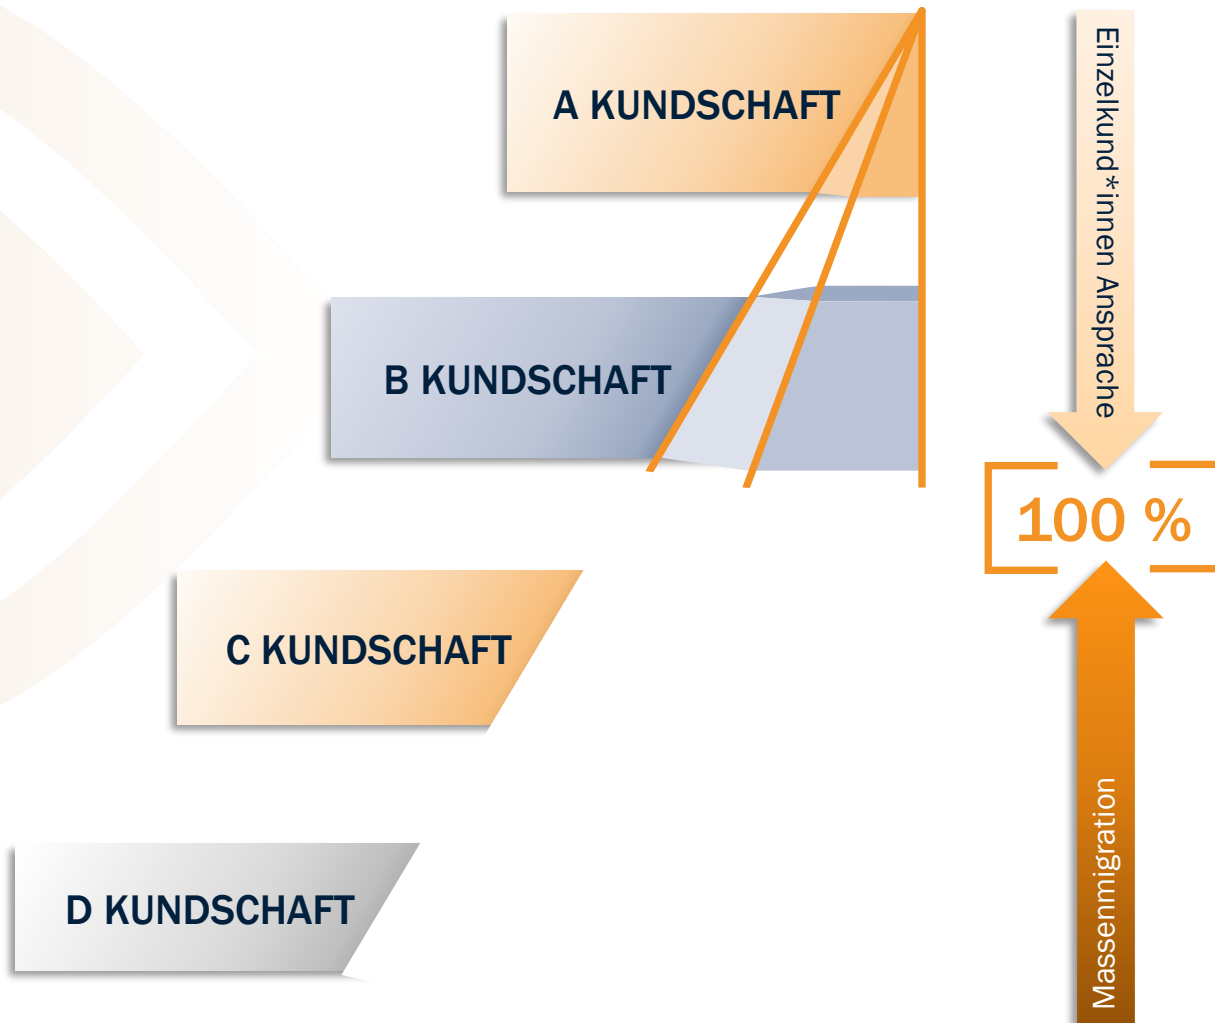 A KUNDSCHAFT
Einzelkund*innen Ansprache
B KUNDSCHAFT
100 %
C KUNDSCHAFT
Massenmigration
D KUNDSCHAFT